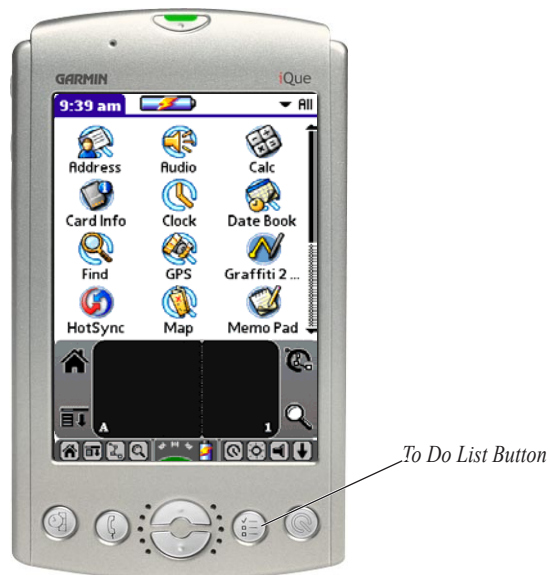 GARMIN iQue
9:39 am All
Address Audio Calc
Card Info Clock Date Book
Find GPS Graffiti 2 ...
HotSync Map Memo Pad
A 1
To Do List Button